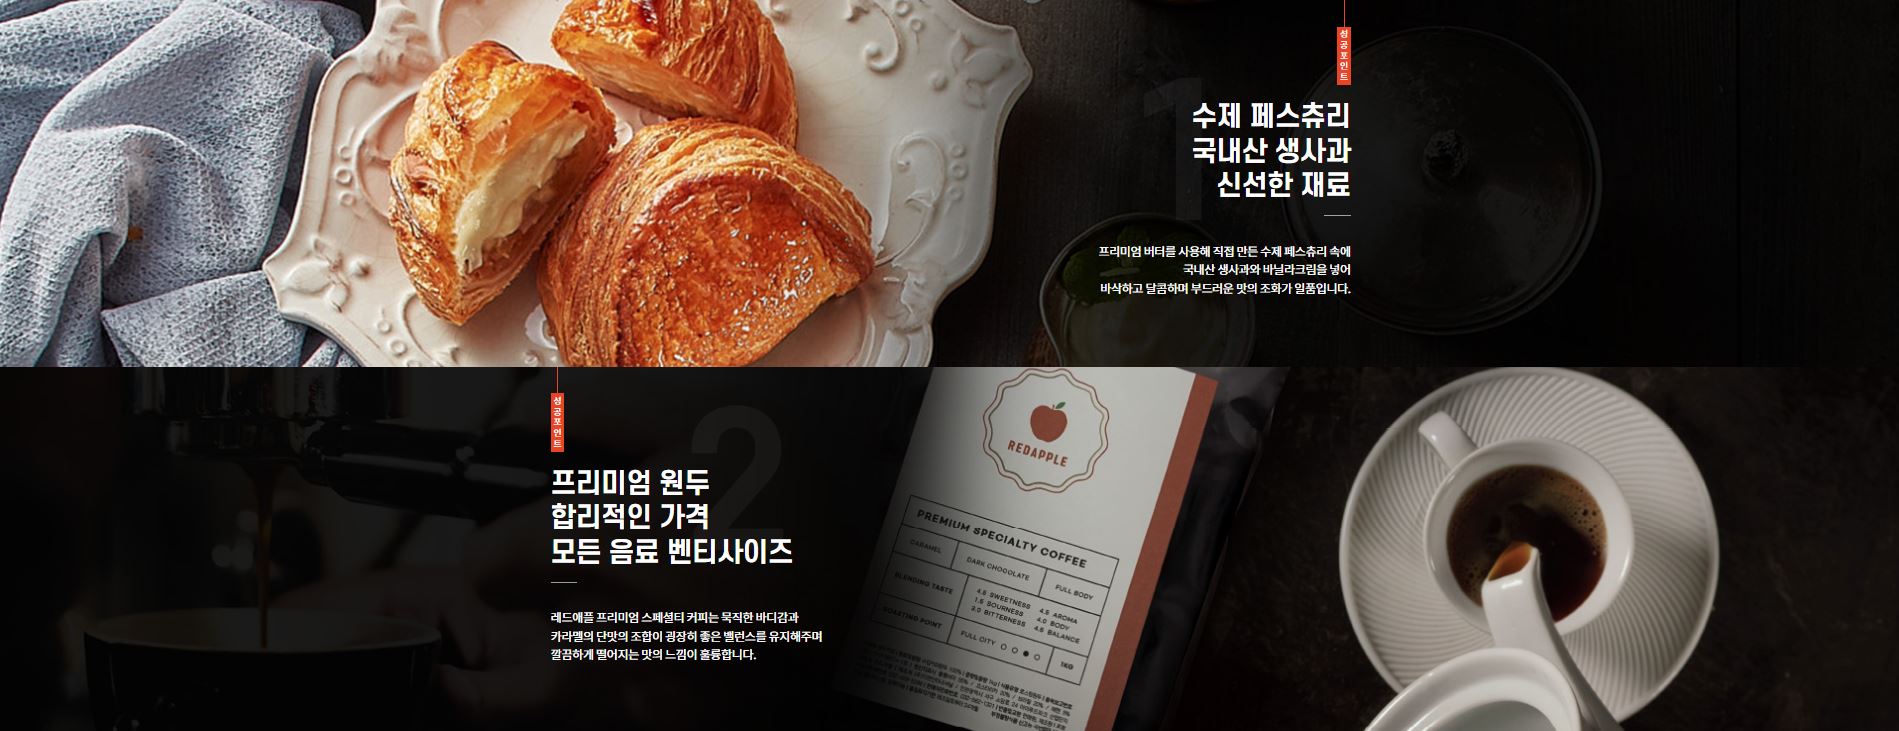 성공포인트
1
수제 페스츄리
국내산 생사과
신선한 재료
프리미엄 버터를 사용해 직접 만든 수제 페스츄리 속에
국내산 생사과와 바닐라크림을 넣어
바삭하고 달콤하며 부드러운 맛의 조화가 일품입니다.
성공포인트
2
프리미엄 원두
합리적인 가격
모든 음료 벤티사이즈
레드애플 프리미엄 스페셜티 커피는 묵직한 바디감과
카라멜의 단맛의 조합이 굉장히 좋은 밸런스를 유지해주며
깔끔하게 떨어지는 맛의 느낌이 훌륭합니다.
REDAPPLE
PREMIUM SPECIALTY COFFEE
CARAMEL DARK CHOCOLATE FULL BODY
BLENDING TASTE
4.5 SWEETNESS 4.5 AROMA
1.5 SOURNESS 4.0 BODY
3.0 BITTERNESS 4.5 BALANCE
ROASTING POINT FULL CITY 1KG